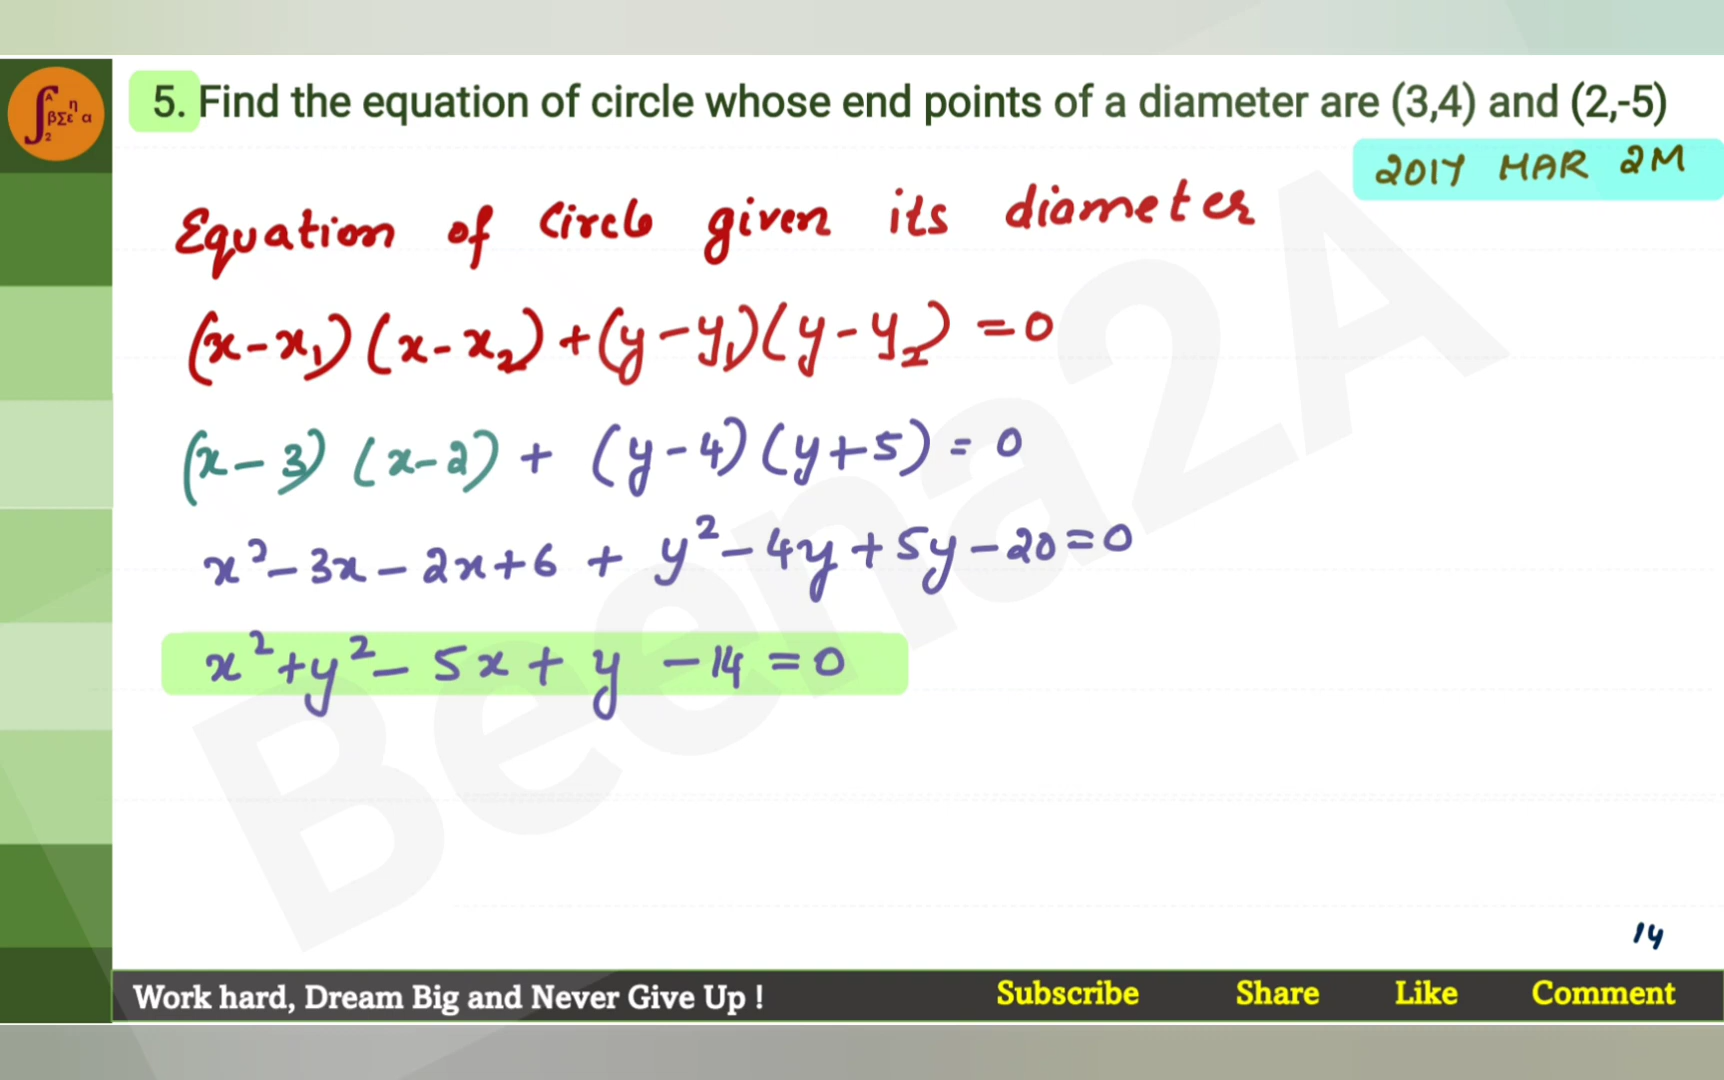 5. Find the equation of circle whose end points of a diameter are (3,4) and (2,-5)
2017 MAR 2M
Equation of circle given its diameter
(x-x₁)(x-x₂)+(y-y₁)(y-y₂)=0
(x-3)(x-2)+(y-4)(y+5)=0
x²-3x-2x+6+y²-4y+5y-20=0
x²+y²-5x+y-14=0
Beena2A
14
Work hard, Dream Big and Never Give Up ! Subscribe Share Like Comment